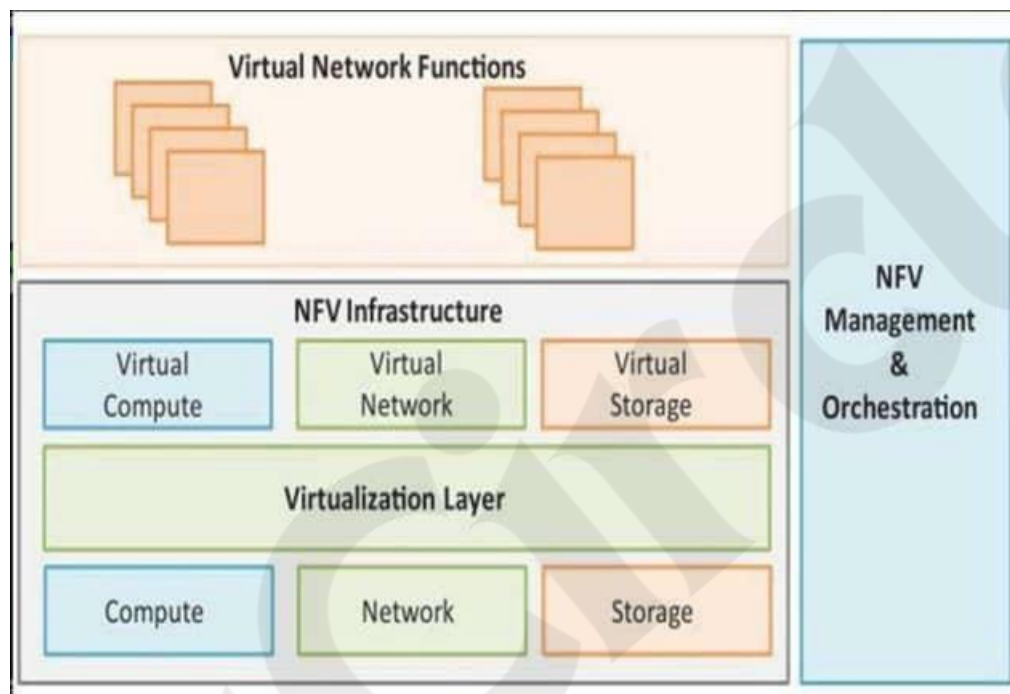 Virtual Network Functions
NFV Infrastructure
Virtual
Compute
Virtual
Network
Virtual
Storage
Virtualization Layer
Compute
Network
Storage
NFV
Management
&
Orchestration